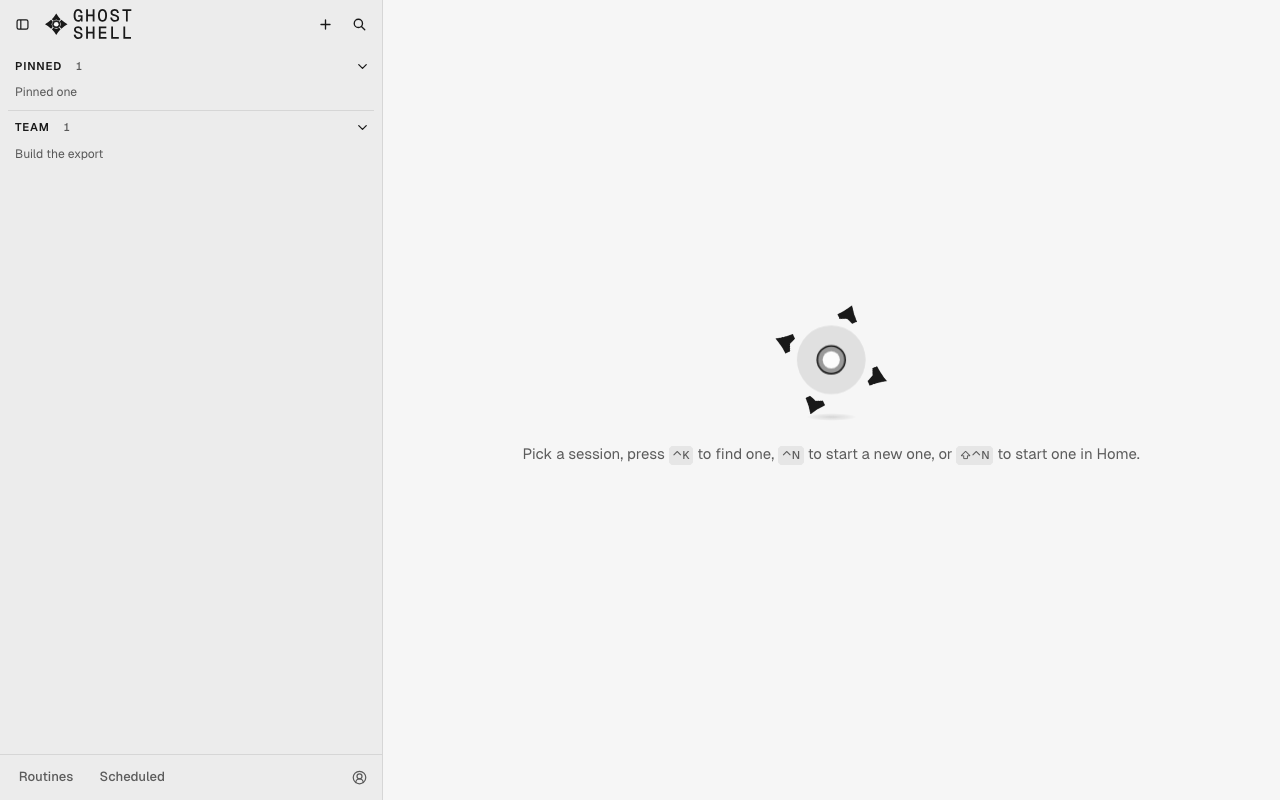 GHOST
SHELL
PINNED 1
Pinned one
TEAM 1
Build the export
Pick a session, press ^K to find one, ^N to start a new one, or ⇧^N to start one in Home.
Routines Scheduled